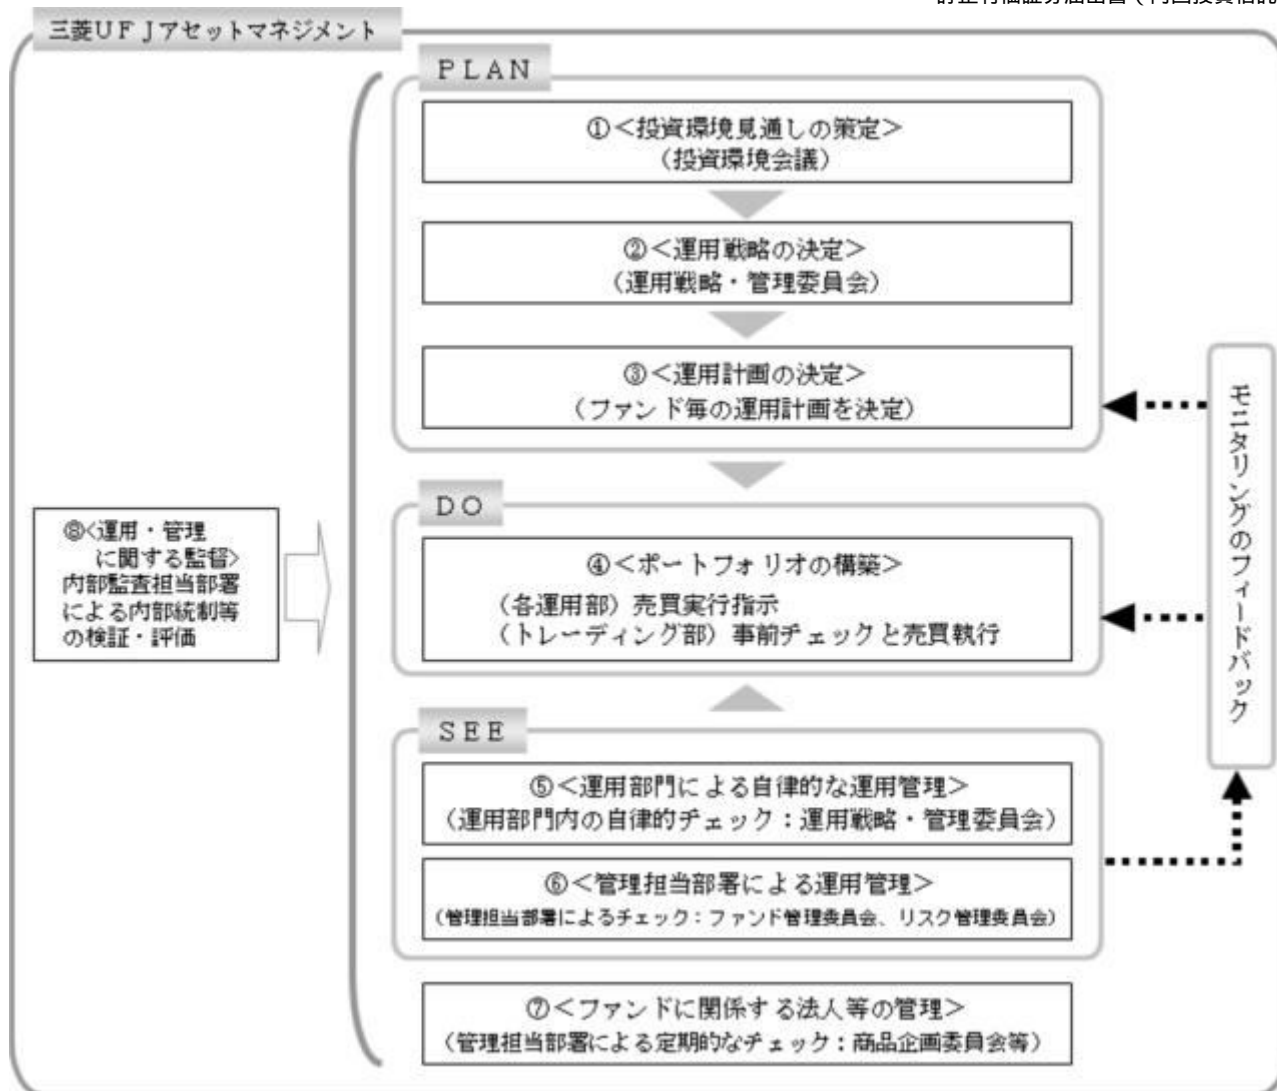 三菱UFJアセットマネジメント
PLAN
①<投資環境見通しの策定>
(投資環境会議)
②<運用戦略の決定>
(運用戦略・管理委員会)
③<運用計画の決定>
(ファンド毎の運用計画を決定)
モニタリングのフィードバック
DO
④<ポートフォリオの構築>
(各運用部)売買実行指示
(トレーディング部)事前チェックと売買執行
⑧<運用・管理
に関する監督>
内部監査担当部署
による内部統制等
の検証・評価
SEE
⑤<運用部門による自律的な運用管理>
(運用部門内の自律的チェック:運用戦略・管理委員会)
⑥<管理担当部署による運用管理>
(管理担当部署によるチェック:ファンド管理委員会、リスク管理委員会)
⑦<ファンドに関係する法人等の管理>
(管理担当部署による定期的なチェック:商品企画委員会等)